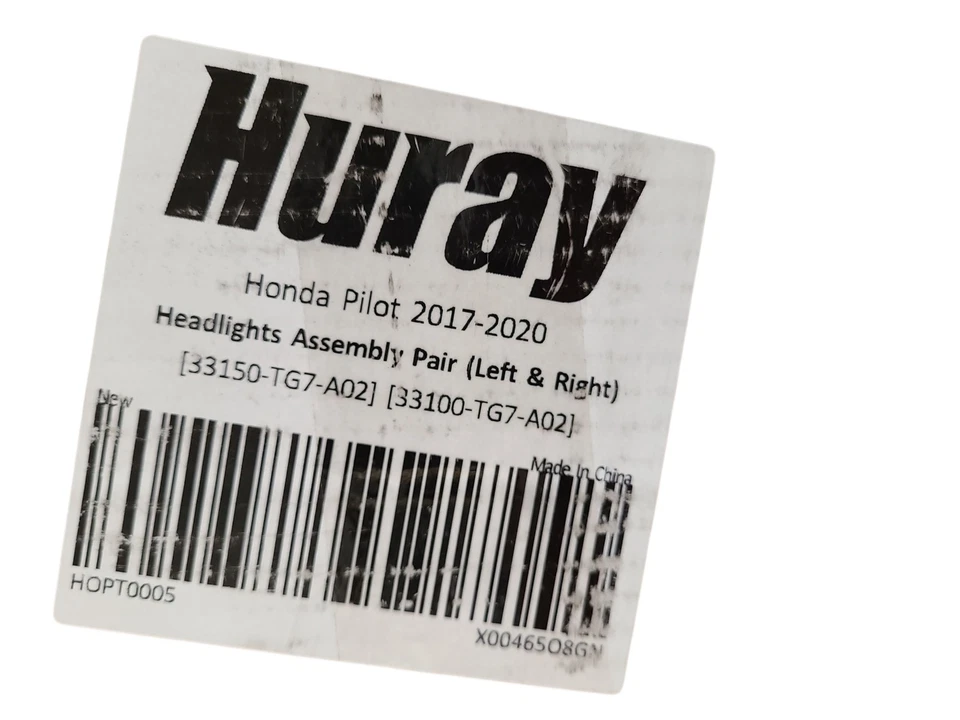 Huray
Honda Pilot 2017-2020
Headlights Assembly Pair (Left & Right)
[33150-TG7-A02] [33100-TG7-A02]
New
Made In China
HOPT0005
X00465O8GN